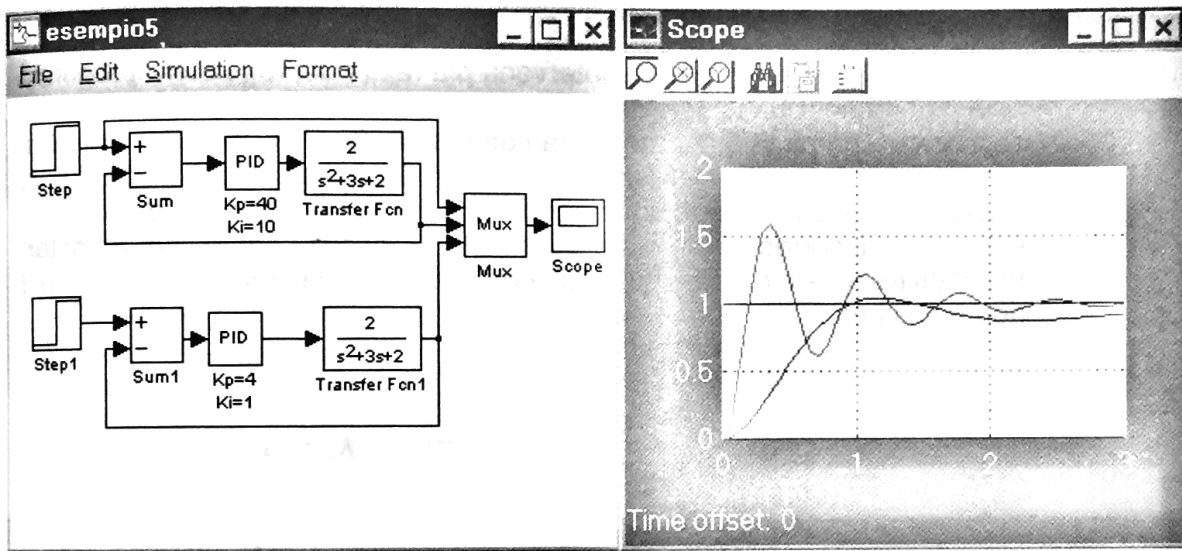 esempio5
File Edit Simulation Format
Step
+
−
Sum
PID
Kp=40
Ki=10
2
s²+3s+2
Transfer Fcn
Mux
Mux
Scope
Step1
+
−
Sum1
PID
Kp=4
Ki=1
2
s²+3s+2
Transfer Fcn1
Scope
2
1.5
1
0.5
0
0 1 2 3
Time offset: 0